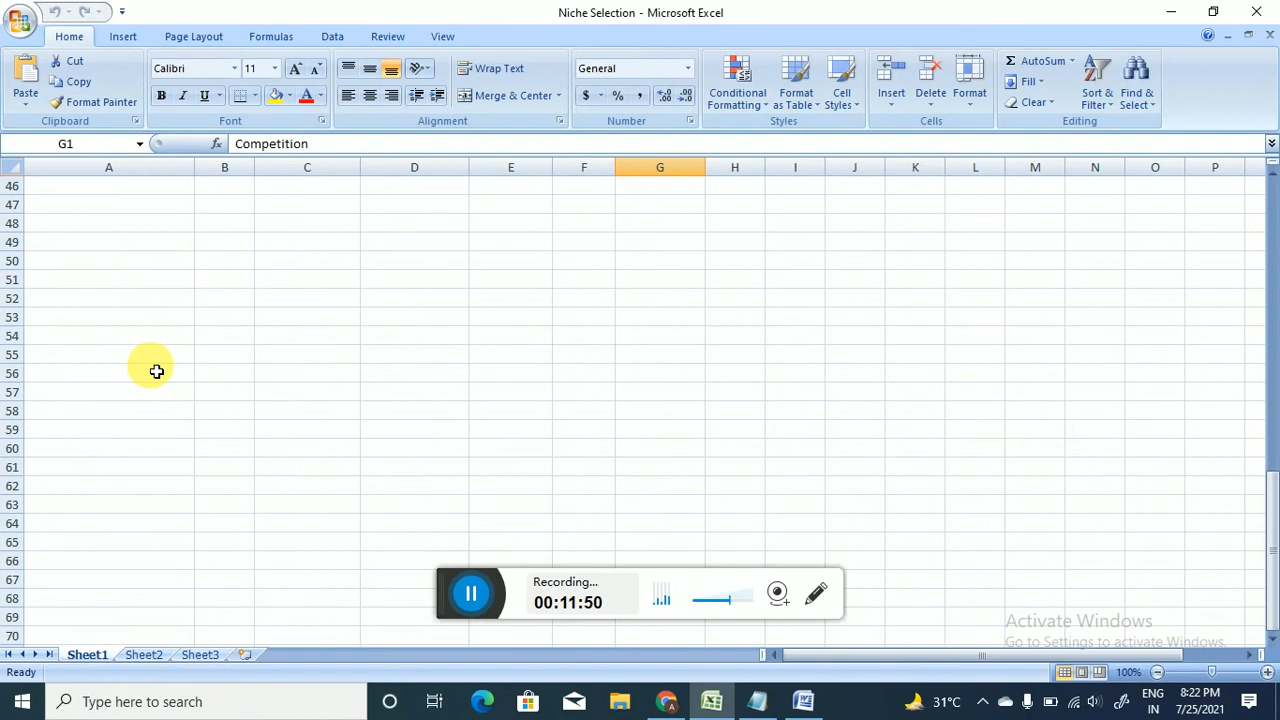 Niche Selection - Microsoft Excel
Home Insert Page Layout Formulas Data Review View
Paste
Cut
Copy
Format Painter
Clipboard
Calibri 11
B I U A
Font
Wrap Text
Merge & Center
Alignment
General
$ % , .00
Number
Conditional Formatting
Format as Table
Cell Styles
Styles
Insert
Delete
Format
Cells
Σ AutoSum
Fill
Clear
Sort & Filter
Find & Select
Editing
G1 fx Competition
A B C D E F G H I J K L M N O P
46
47
48
49
50
51
52
53
54
55
56
57
58
59
60
61
62
63
64
65
66
67
68
69
70
Recording...
00:11:50
Activate Windows
Go to Settings to activate Windows.
Sheet1 Sheet2 Sheet3
Ready
100%
Type here to search
31°C
ENG
IN
8:22 PM
7/25/2021